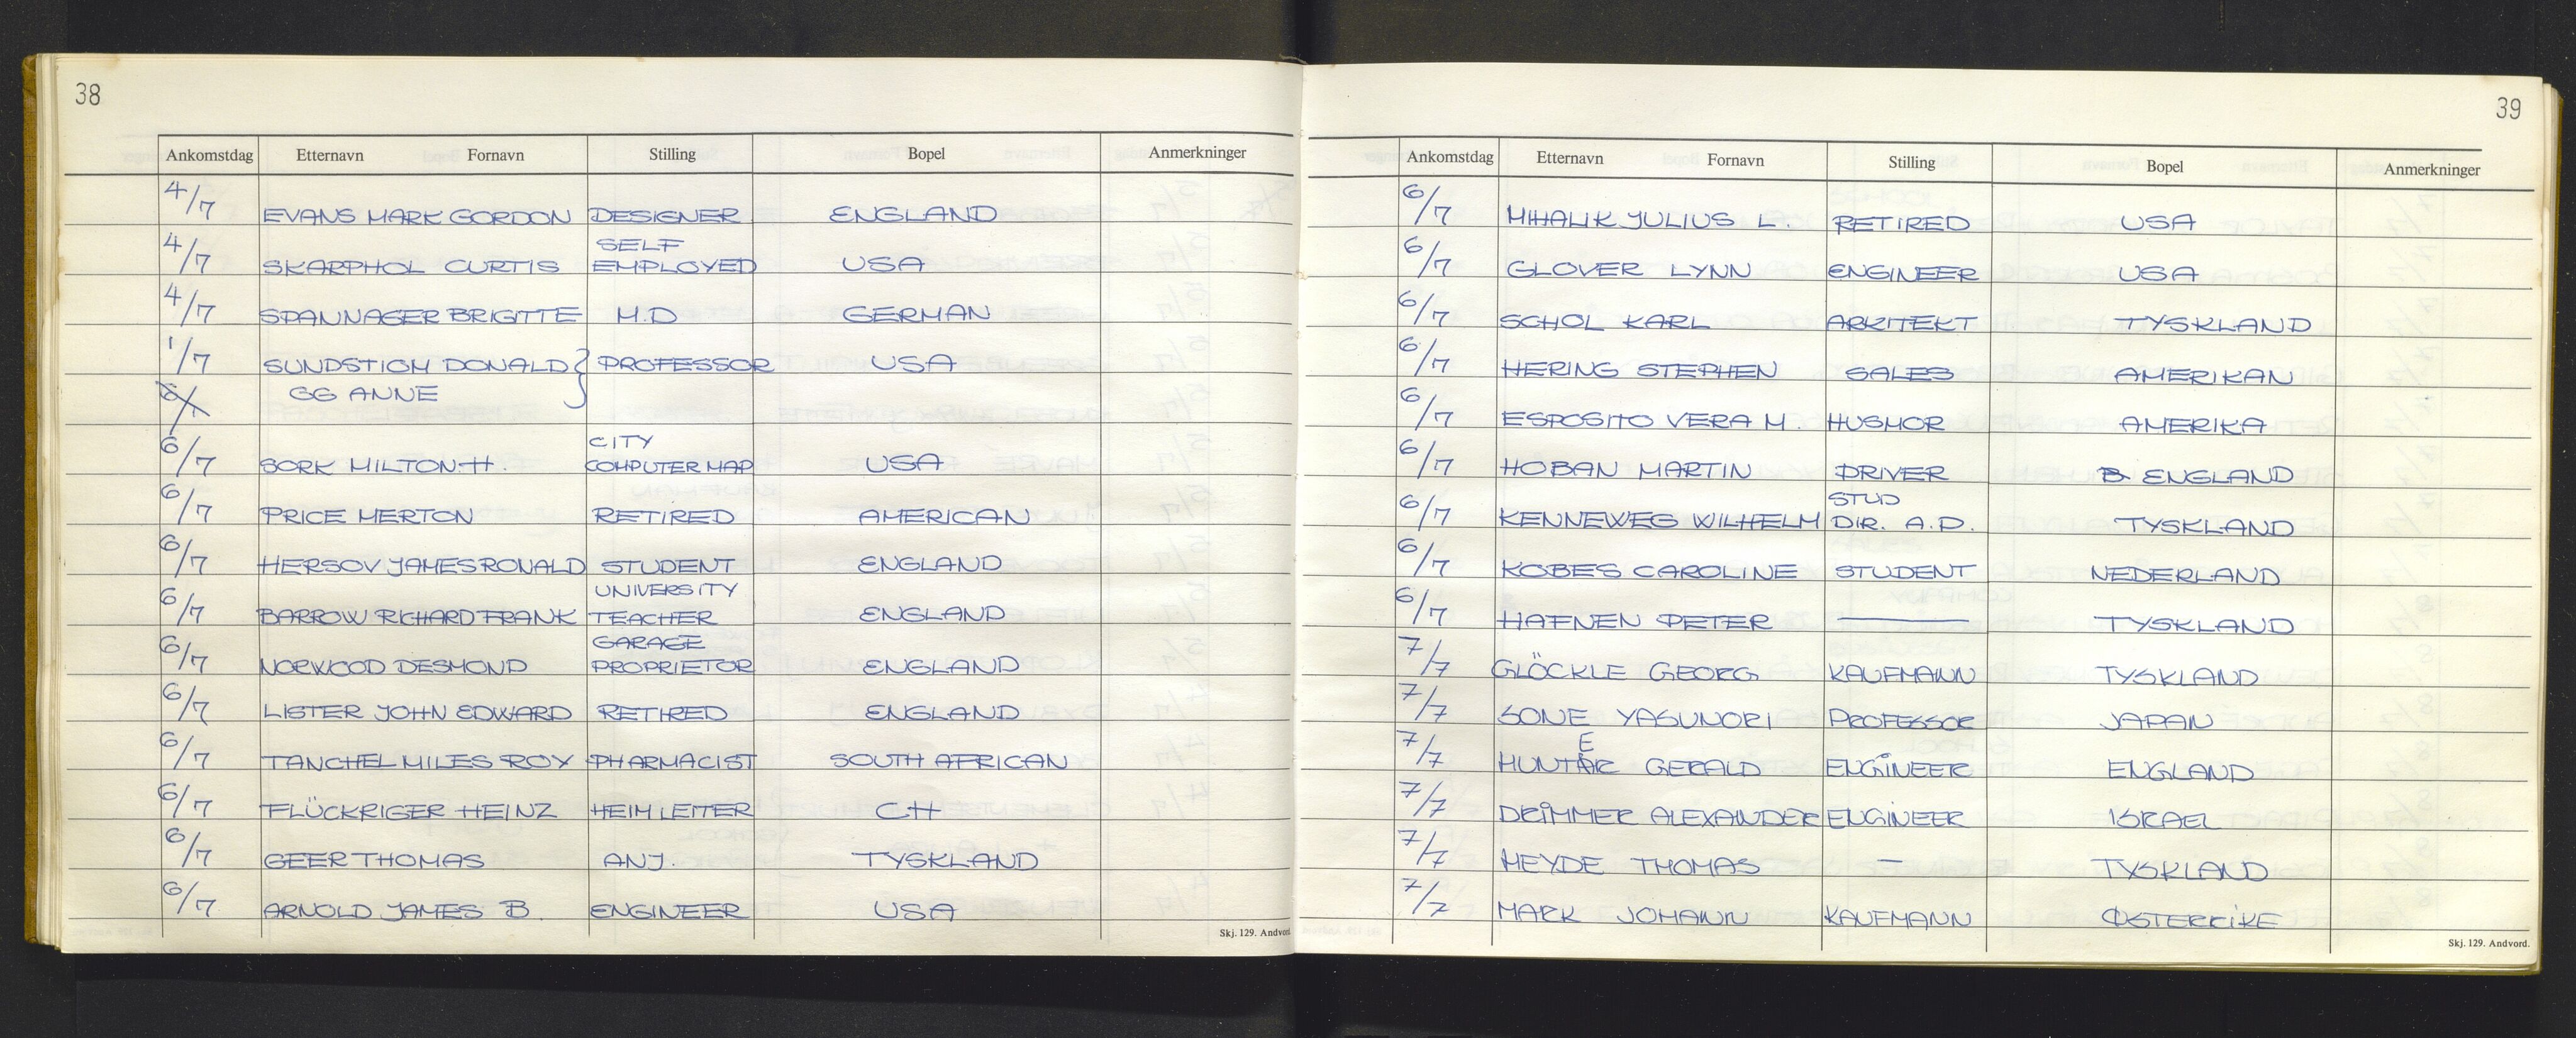 38
Ankomstdag Etternavn Fornavn Stilling Bopel Anmerkninger
4/7 EVANS MARK GORDON DESIGNER ENGLAND
4/7 SKARPHOL CURTIS SELF EMPLOYED USA
4/7 SPANNAGER BRIGITTE M.D GERMAN
1/7 SUNDSTIGM DONALD PROFESSOR USA
OG ANNE
6/7 SORK MILTON.H. CITY COMPUTER MAP USA
6/7 PRICE MERTON RETIRED AMERICAN
6/7 HERSOV JAMES RONALD STUDENT ENGLAND
6/7 BARROW RICHARD FRANK UNIVERSITY TEACHER ENGLAND
6/7 NORWOOD DESMOND GARAGE PROPRIETOR ENGLAND
6/7 LISTER JOHN EDWARD RETIRED ENGLAND
6/7 TANCHEL MILES ROY PHARMACIST SOUTH AFRICAN
6/7 FLÜCKRIGER HEINZ HEIM LEITER CH
6/7 GEER THOMAS ANJ. TYSKLAND
6/7 ARNOLD JAMES B. ENGINEER USA
Skj. 129. Andvord.
39
Ankomstdag Etternavn Fornavn Stilling Bopel Anmerkninger
6/7 MIHALIK JULIUS L. RETIRED USA
6/7 GLOVER LYNN ENGINEER USA
6/7 SCHOL KARL ARKITEKT TYSKLAND
6/7 HERING STEPHEN SALES AMERIKAN
6/7 ESPOSITO VERA M. HUSMOR AMERIKA
6/7 HOBAN MARTIN DRIVER B ENGLAND
6/7 KENNEWEG WILHELM STUD DIR. A.D. TYSKLAND
6/7 KOBES CAROLINE STUDENT NEDERLAND
6/7 HAFNEN PETER — TYSKLAND
7/7 GLÖCKLE GEORG KAUFMANN TYSKLAND
7/7 SONE YASUNORI PROFESSOR JAPAN
7/7 HUNTER GERALD ENGINEER ENGLAND
7/7 DRIMMER ALEXANDER ENGINEER ISRAEL
7/7 HEYDE THOMAS — TYSKLAND
7/7 MARK JOHANN KAUFMANN ØSTERRIKE
Skj. 129. Andvord.